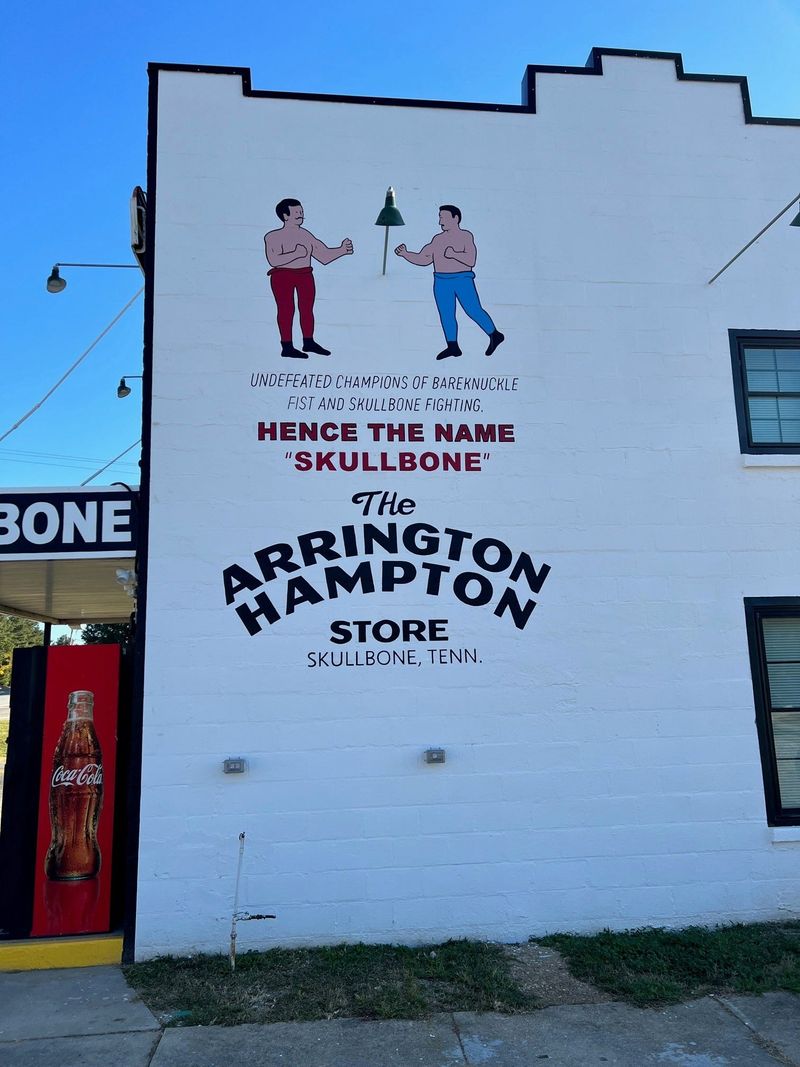 UNDEFEATED CHAMPIONS OF BAREKNUCKLE
FIST AND SKULLBONE FIGHTING.
HENCE THE NAME
"SKULLBONE"
THe
ARRINGTON
HAMPTON
STORE
SKULLBONE, TENN.
BONE
Coca-Cola